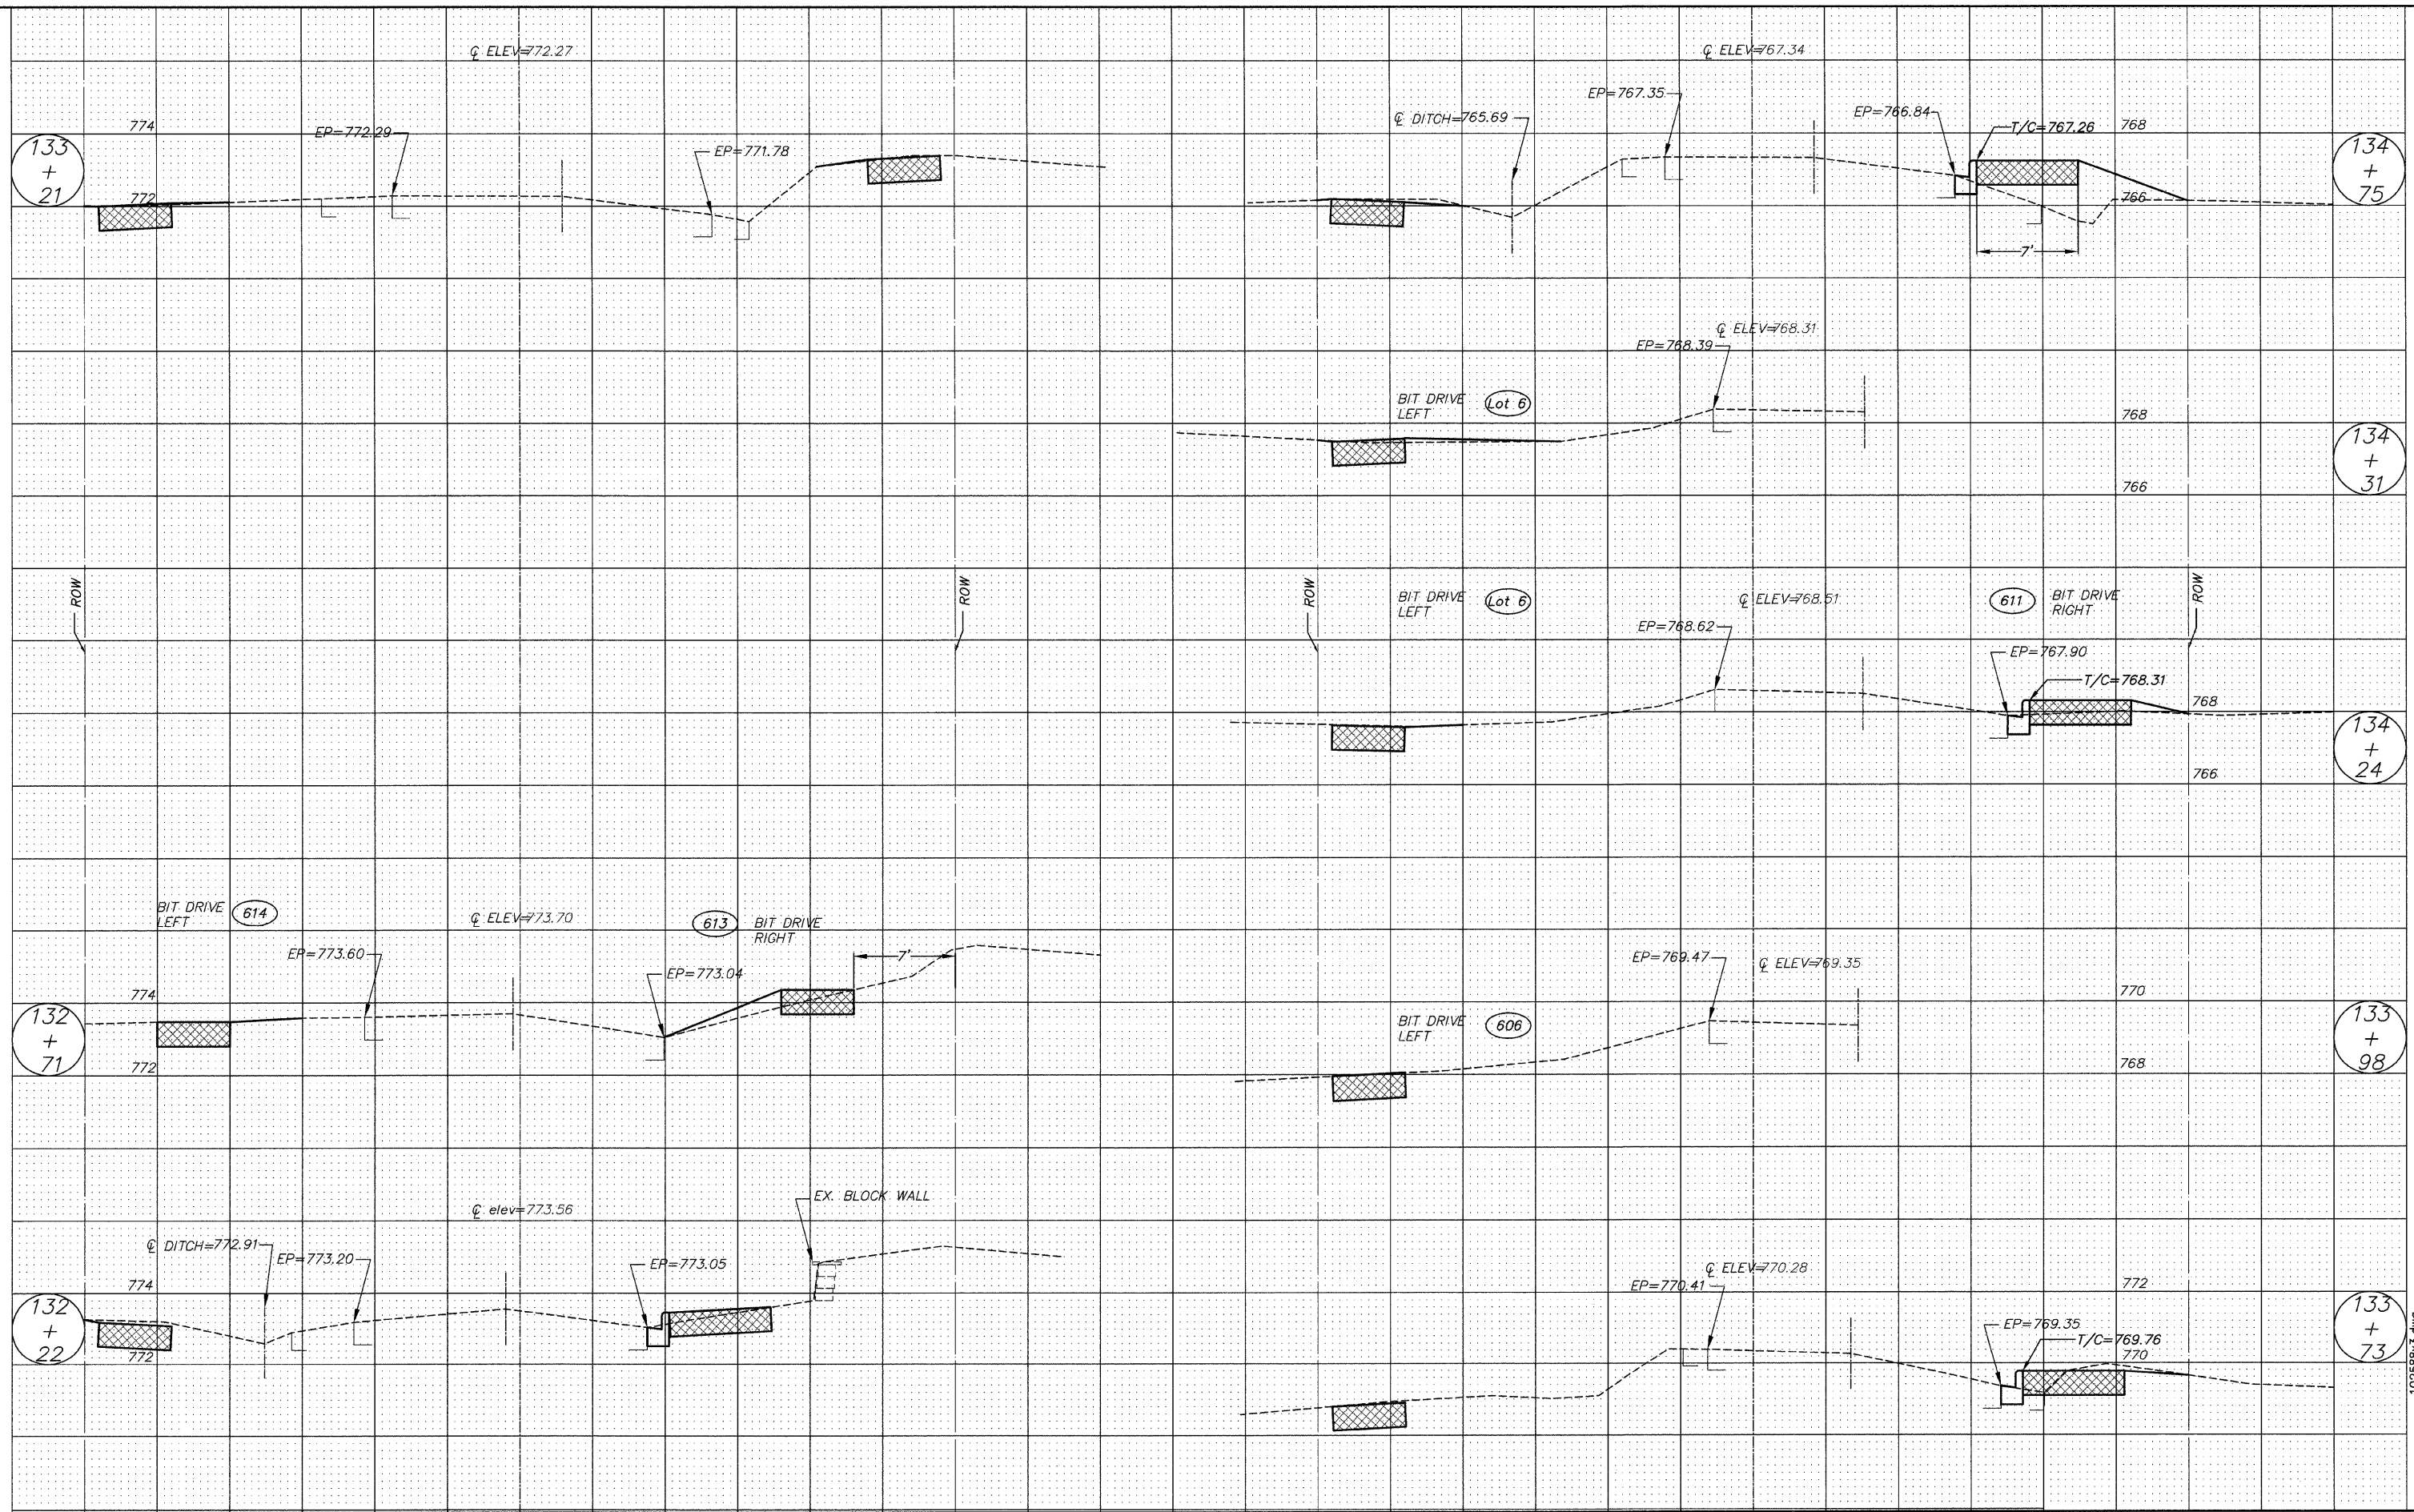 ℄ ELEV=772.27
774
EP=772.29
EP=771.78
133
+
21
772
℄ ELEV=767.34
EP=767.35
℄ DITCH=765.69
EP=766.84
T/C=767.26
768
134
+
75
766
7'
℄ ELEV=768.31
EP=768.39
BIT DRIVE
LEFT
Lot 6
768
134
+
31
766
ROW
ROW
ROW
BIT DRIVE
LEFT
Lot 6
℄ ELEV=768.51
EP=768.62
611
BIT DRIVE
RIGHT
ROW
EP=767.90
T/C=768.31
768
134
+
24
766
BIT DRIVE
LEFT
614
℄ ELEV=773.70
613
BIT DRIVE
RIGHT
EP=773.60
EP=773.04
7'
774
132
+
71
772
EP=769.47
℄ ELEV=769.35
BIT DRIVE
LEFT
606
770
133
+
98
768
℄ elev=773.56
EX. BLOCK WALL
℄ DITCH=772.91
EP=773.20
EP=773.05
774
132
+
22
772
℄ ELEV=770.28
EP=770.41
EP=769.35
T/C=769.76
772
133
+
73
770